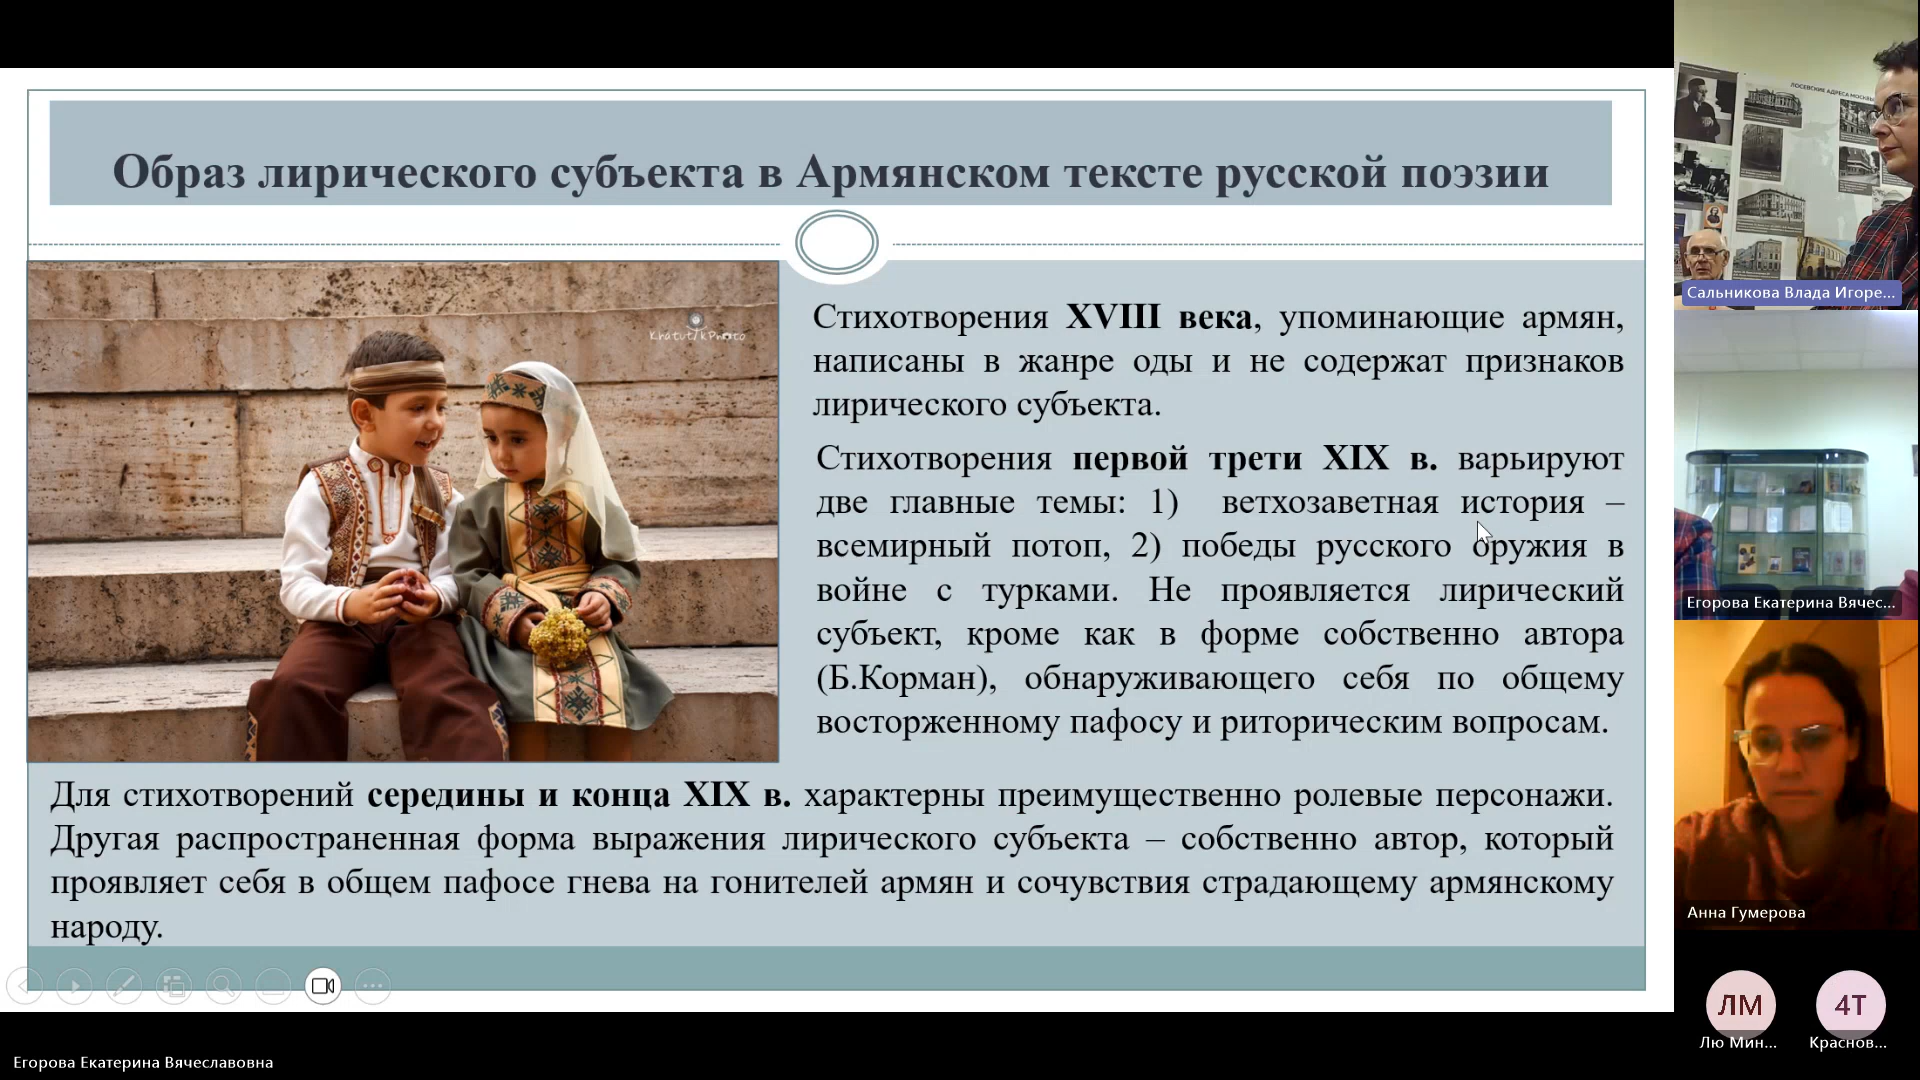 Образ лирического субъекта в Армянском тексте русской поэзии
Стихотворения XVIII века, упоминающие армян,
написаны в жанре оды и не содержат признаков
лирического субъекта.
Стихотворения первой трети XIX в. варьируют
две главные темы: 1) ветхозаветная история –
всемирный потоп, 2) победы русского оружия в
войне с турками. Не проявляется лирический
субъект, кроме как в форме собственно автора
(Б.Корман), обнаруживающего себя по общему
восторженному пафосу и риторическим вопросам.
Для стихотворений середины и конца XIX в. характерны преимущественно ролевые персонажи.
Другая распространенная форма выражения лирического субъекта – собственно автор, который
проявляет себя в общем пафосе гнева на гонителей армян и сочувствия страдающему армянскому
народу.
Егорова Екатерина Вячеславовна
ЛОСЕВСКИЕ АДРЕСА МОСКВЫ
Сальникова Влада Игоре...
Егорова Екатерина Вячес...
Анна Гумерова
ЛМ
4Т
Лю Мин...
Краснов...